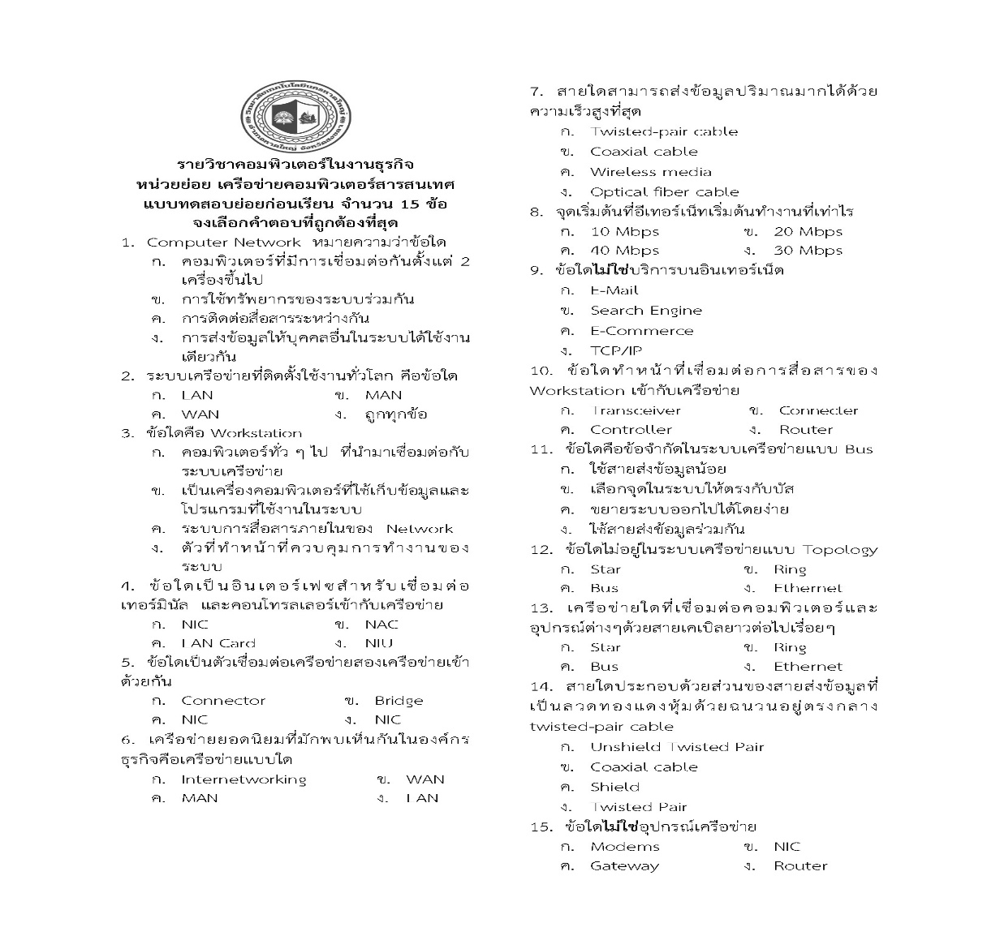 วิทยาลัยเทคโนโลยีนครหาดใหญ่
อำเภอหาดใหญ่ จังหวัดสงขลา
รายวิชาคอมพิวเตอร์ในงานธุรกิจ
หน่วยย่อย เครือข่ายคอมพิวเตอร์สารสนเทศ
แบบทดสอบย่อยก่อนเรียน จำนวน 15 ข้อ
จงเลือกคำตอบที่ถูกต้องที่สุด
1. Computer Network หมายความว่าข้อใด
ก. คอมพิวเตอร์ที่มีการเชื่อมต่อกันตั้งแต่ 2
เครื่องขึ้นไป
ข. การใช้ทรัพยากรของระบบร่วมกัน
ค. การติดต่อสื่อสารระหว่างกัน
ง. การส่งข้อมูลให้บุคคลอื่นในระบบได้ใช้งาน
เดียวกัน
2. ระบบเครือข่ายที่ติดตั้งใช้งานทั่วโลก คือข้อใด
ก. LAN ข. MAN
ค. WAN ง. ถูกทุกข้อ
3. ข้อใดคือ Workstation
ก. คอมพิวเตอร์ทั่ว ๆ ไป ที่นำมาเชื่อมต่อกับ
ระบบเครือข่าย
ข. เป็นเครื่องคอมพิวเตอร์ที่ใช้เก็บข้อมูลและ
โปรแกรมที่ใช้งานในระบบ
ค. ระบบการสื่อสารภายในของ Network
ง. ตัวที่ทำหน้าที่ควบคุมการทำงานของ
ระบบ
4. ข้อใดเป็นอินเตอร์เฟซสำหรับเชื่อมต่อ
เทอร์มินัล และคอนโทรลเลอร์เข้ากับเครือข่าย
ก. NIC ข. NAC
ค. LAN Card ง. NIU
5. ข้อใดเป็นตัวเชื่อมต่อเครือข่ายสองเครือข่ายเข้า
ด้วยกัน
ก. Connector ข. Bridge
ค. NIC ง. NIC
6. เครือข่ายยอดนิยมที่มักพบเห็นกันในองค์กร
ธุรกิจคือเครือข่ายแบบใด
ก. Internetworking ข. WAN
ค. MAN ง. LAN
7. สายใดสามารถส่งข้อมูลปริมาณมากได้ด้วย
ความเร็วสูงที่สุด
ก. Twisted-pair cable
ข. Coaxial cable
ค. Wireless media
ง. Optical fiber cable
8. จุดเริ่มต้นที่อีเทอร์เน็ทเริ่มต้นทำงานที่เท่าไร
ก. 10 Mbps ข. 20 Mbps
ค. 40 Mbps ง. 30 Mbps
9. ข้อใดไม่ใช่บริการบนอินเทอร์เน็ต
ก. E-Mail
ข. Search Engine
ค. E-Commerce
ง. TCP/IP
10. ข้อใดทำหน้าที่เชื่อมต่อการสื่อสารของ
Workstation เข้ากับเครือข่าย
ก. Transceiver ข. Connecter
ค. Controller ง. Router
11. ข้อใดคือข้อจำกัดในระบบเครือข่ายแบบ Bus
ก. ใช้สายส่งข้อมูลน้อย
ข. เลือกจุดในระบบให้ตรงกับบัส
ค. ขยายระบบออกไปได้โดยง่าย
ง. ใช้สายส่งข้อมูลร่วมกัน
12. ข้อใดไม่อยู่ในระบบเครือข่ายแบบ Topology
ก. Star ข. Ring
ค. Bus ง. Ethernet
13. เครือข่ายใดที่เชื่อมต่อคอมพิวเตอร์และ
อุปกรณ์ต่างๆด้วยสายเคเบิลยาวต่อไปเรื่อยๆ
ก. Star ข. Ring
ค. Bus ง. Ethernet
14. สายใดประกอบด้วยส่วนของสายส่งข้อมูลที่
เป็นลวดทองแดงหุ้มด้วยฉนวนอยู่ตรงกลาง
twisted-pair cable
ก. Unshield Twisted Pair
ข. Coaxial cable
ค. Shield
ง. Twisted Pair
15. ข้อใดไม่ใช่อุปกรณ์เครือข่าย
ก. Modems ข. NIC
ค. Gateway ง. Router